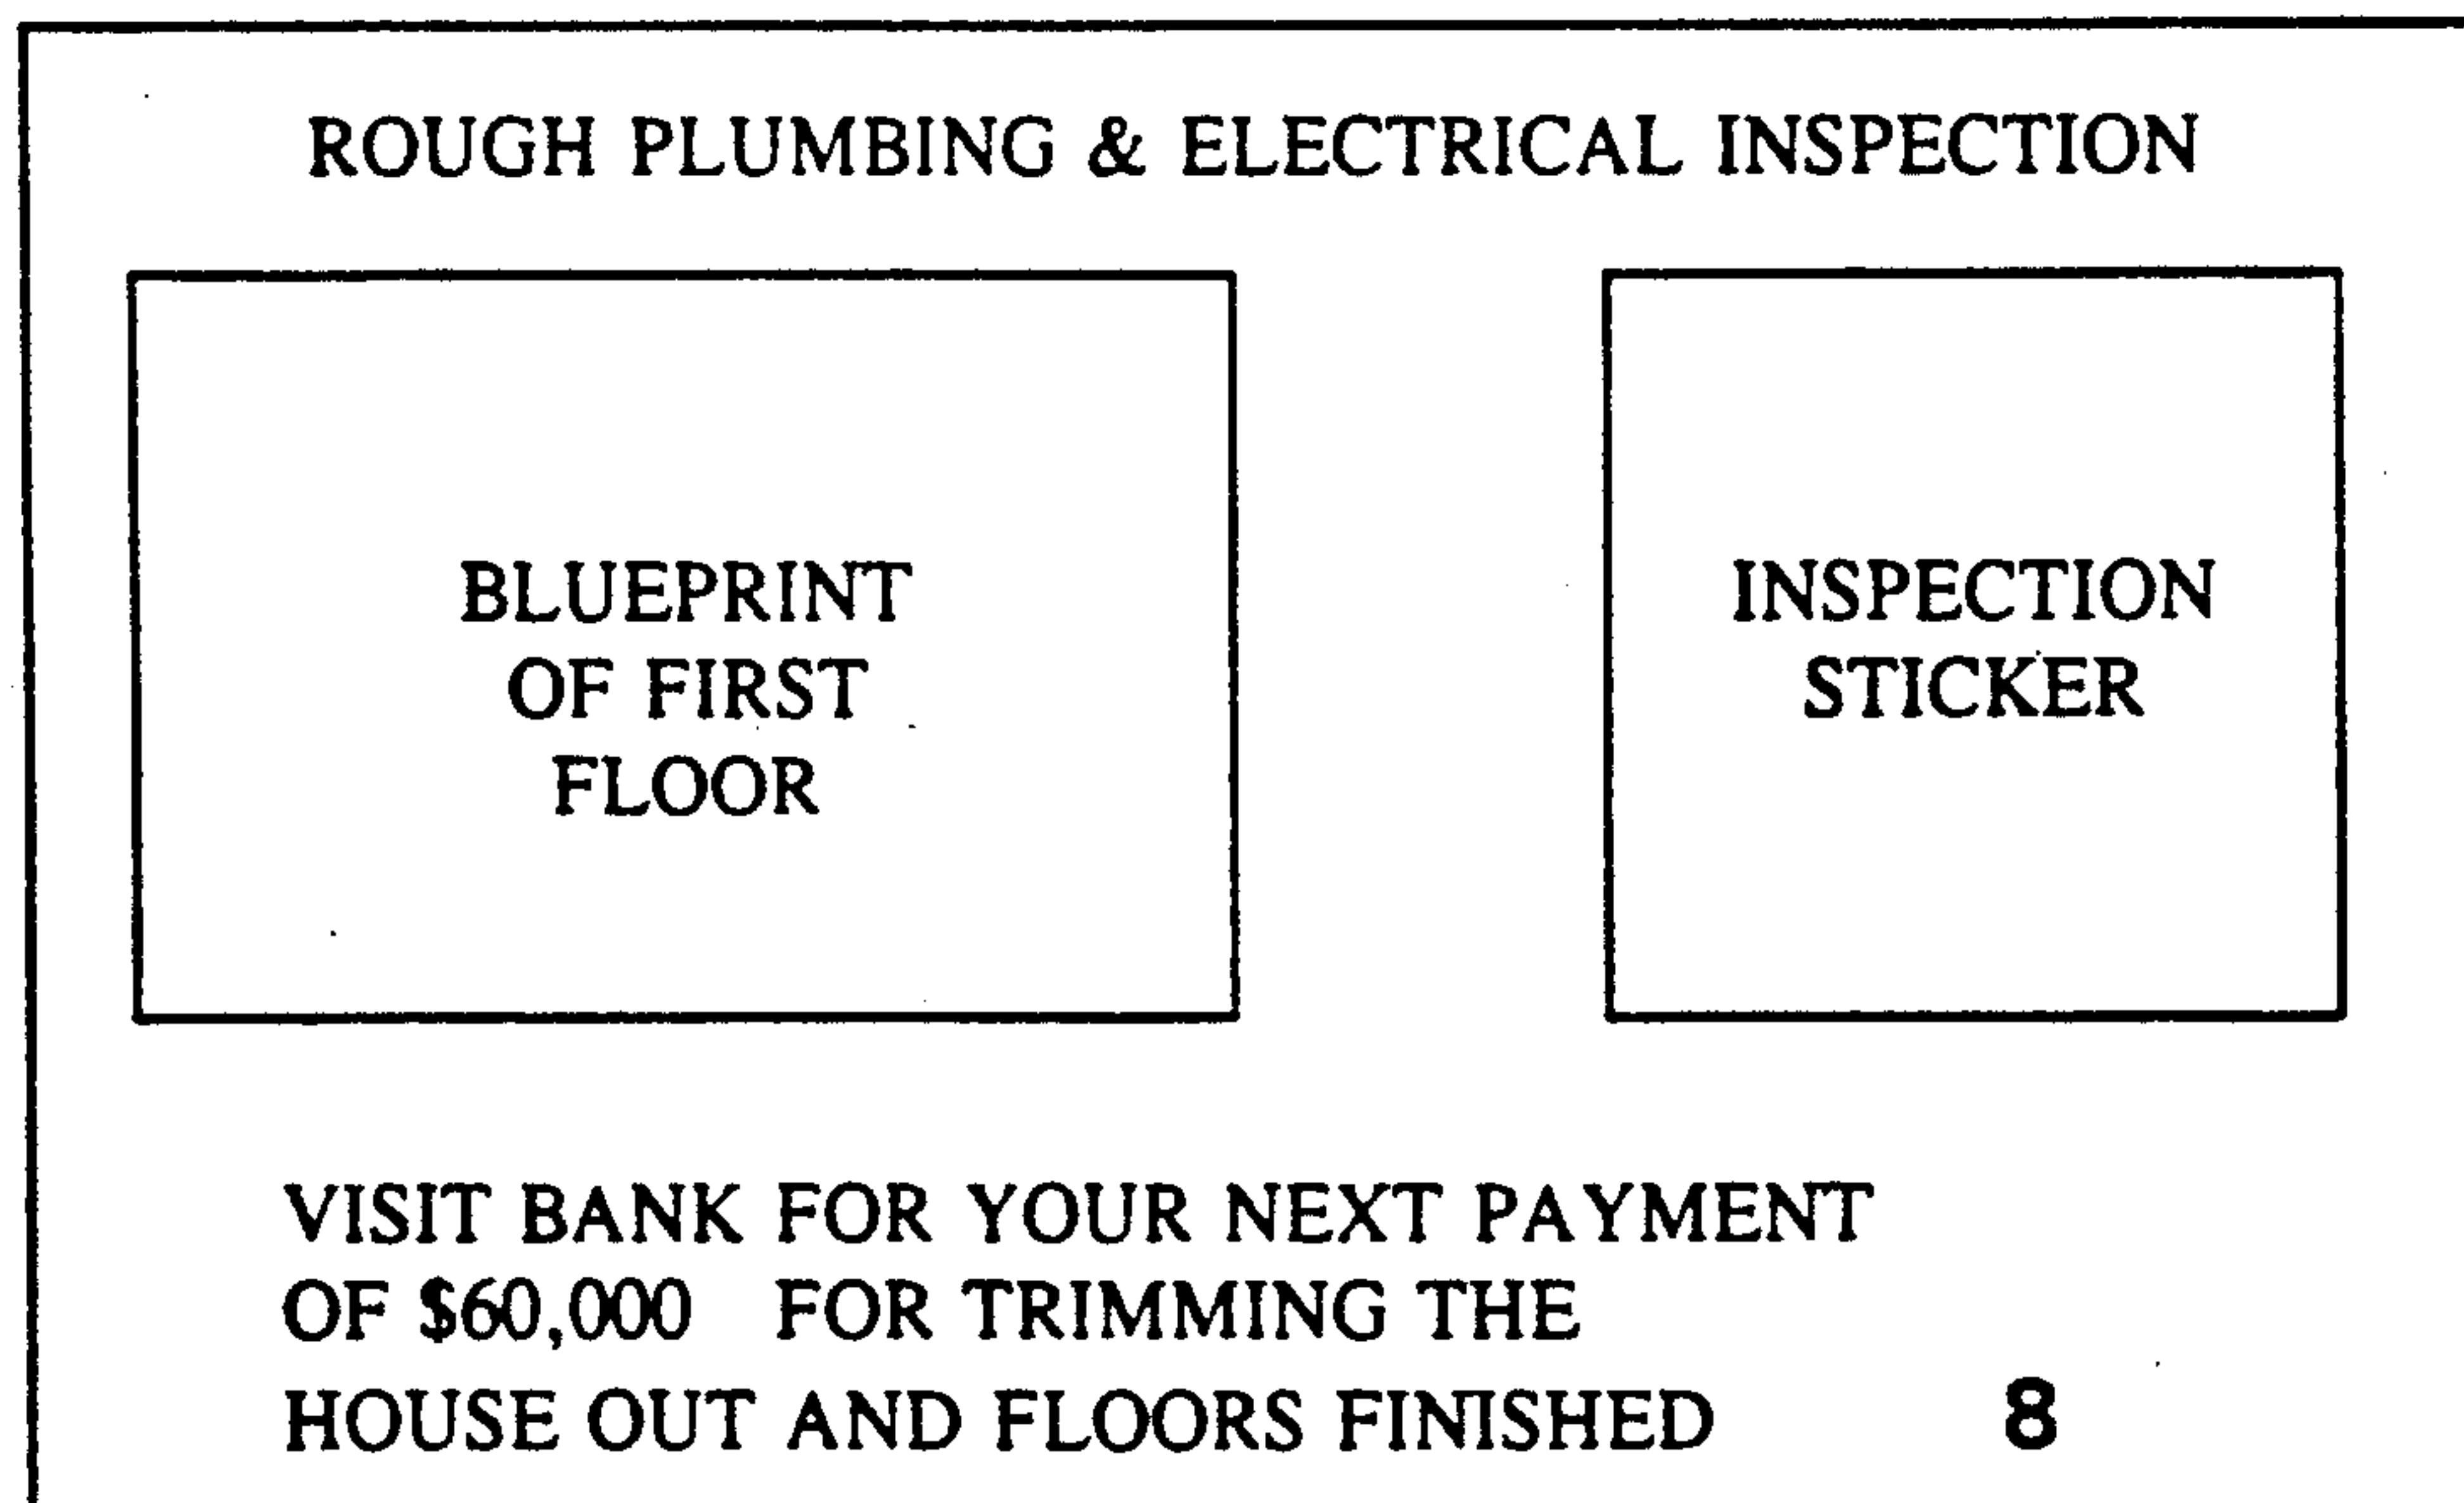 ROUGH PLUMBING & ELECTRICAL INSPECTION
BLUEPRINT
OF FIRST
FLOOR
INSPECTION
STICKER
VISIT BANK FOR YOUR NEXT PAYMENT
OF $60,000 FOR TRIMMING THE
HOUSE OUT AND FLOORS FINISHED 8